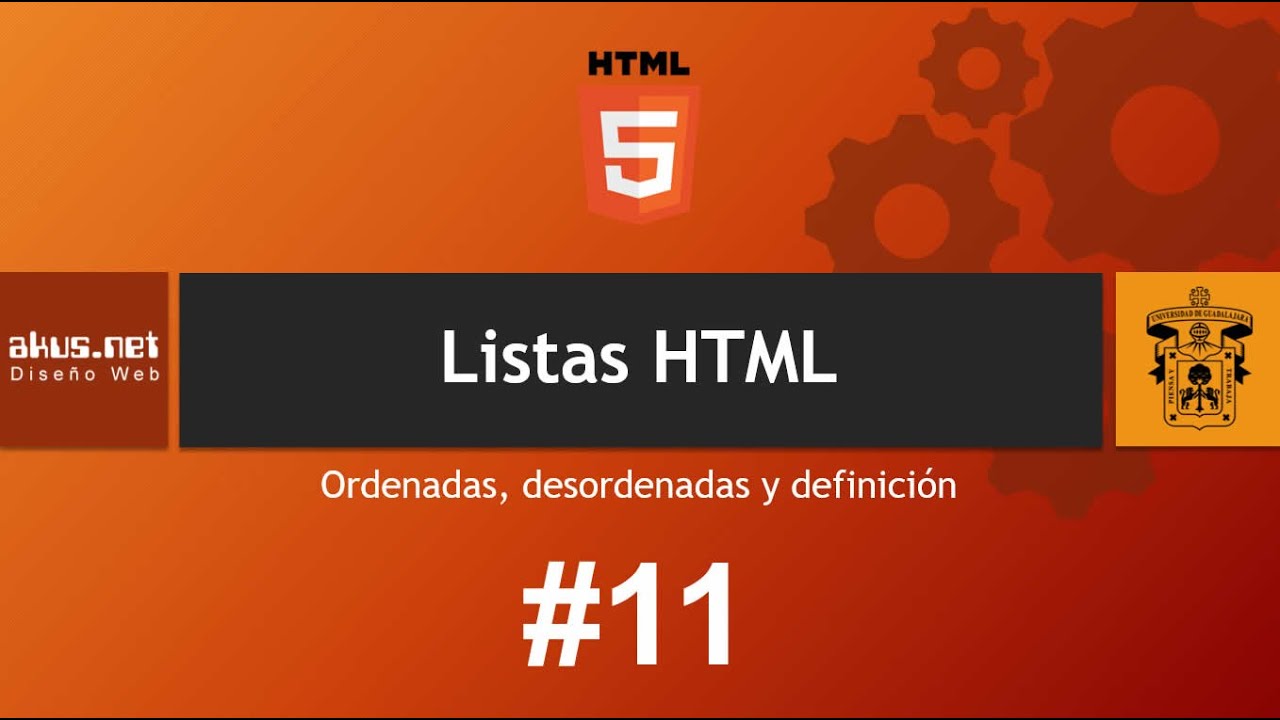 HTML
5
akus.net
Diseño Web
Listas HTML
UNIVERSIDAD DE GUADALAJARA
PIENSA Y
TRABAJA
Ordenadas, desordenadas y definición
#11